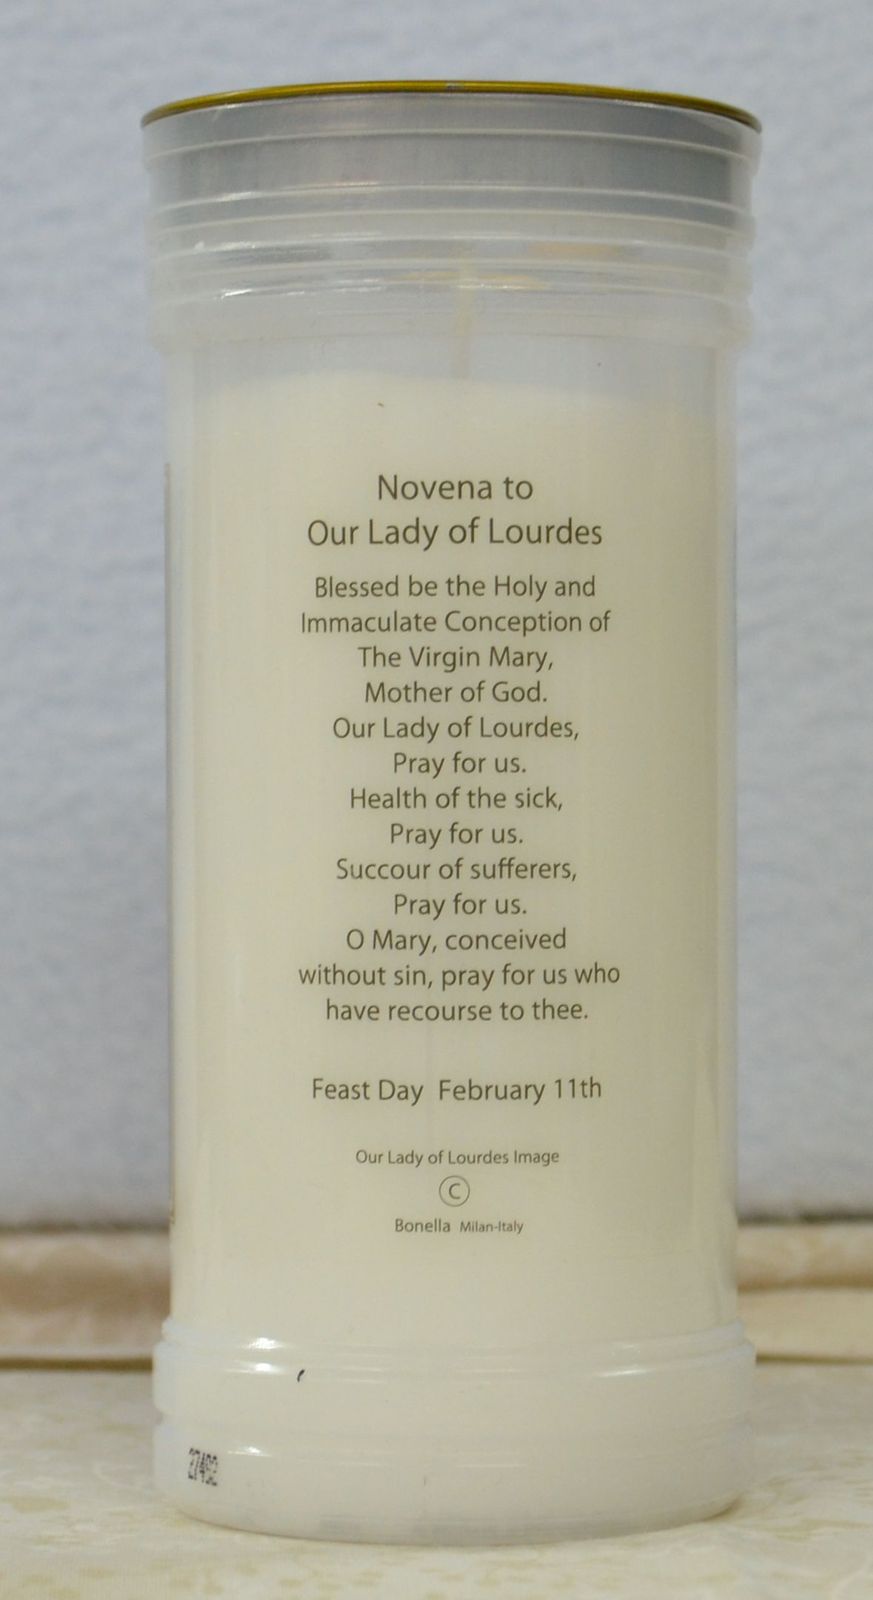 Novena to
Our Lady of Lourdes
Blessed be the Holy and
Immaculate Conception of
The Virgin Mary,
Mother of God.
Our Lady of Lourdes,
Pray for us.
Health of the sick,
Pray for us.
Succour of sufferers,
Pray for us.
O Mary, conceived
without sin, pray for us who
have recourse to thee.
Feast Day February 11th
Our Lady of Lourdes Image
©
Bonella Milan-Italy